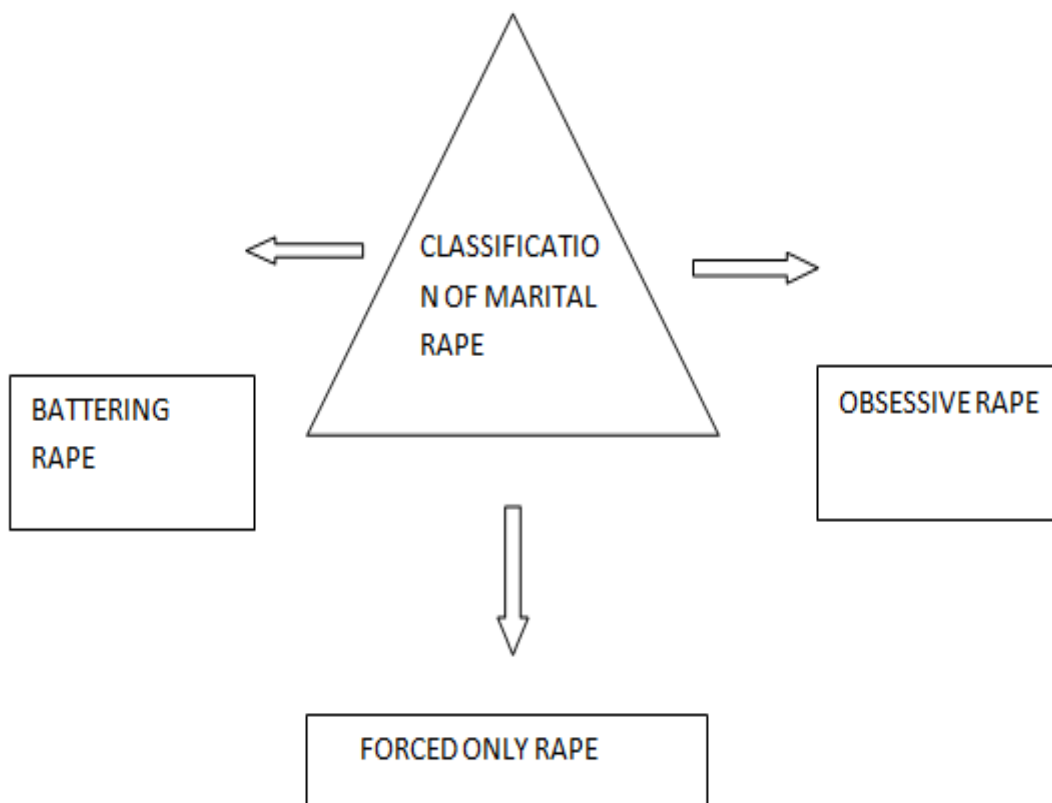 CLASSIFICATIO
N OF MARITAL
RAPE
BATTERING
RAPE
OBSESSIVE RAPE
FORCED ONLY RAPE